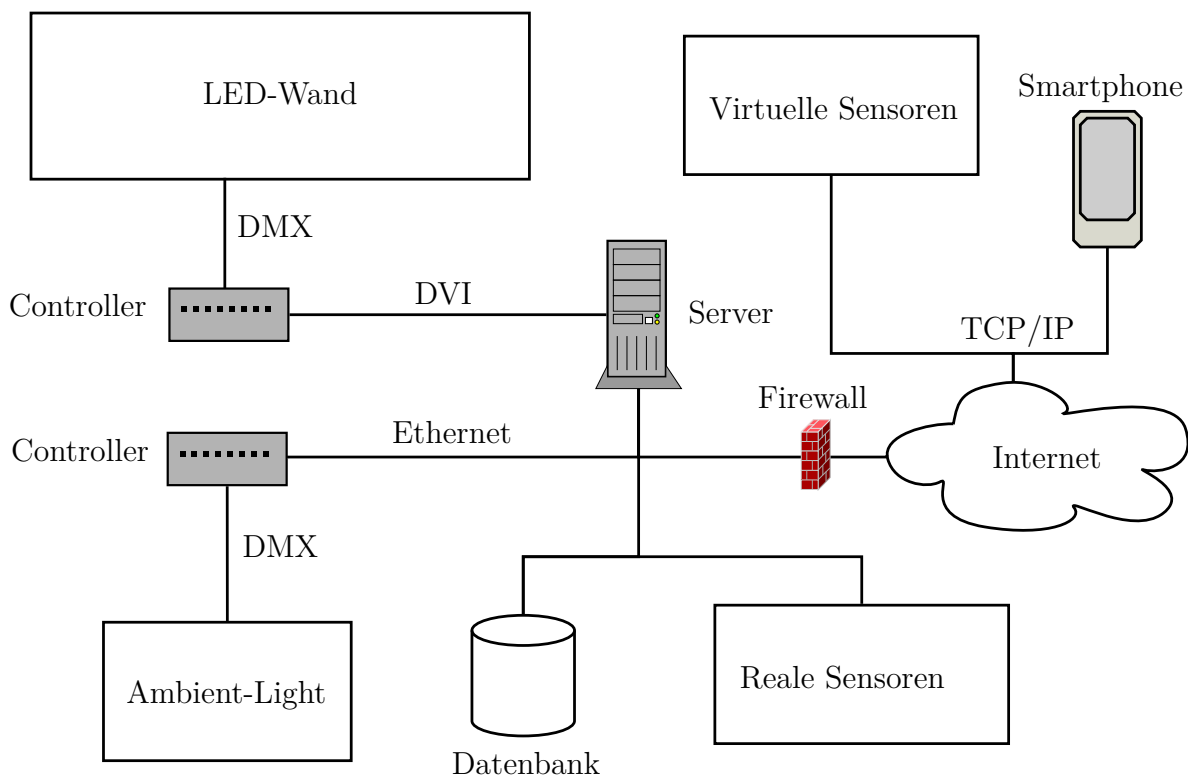 LED-Wand
Virtuelle Sensoren
Smartphone
DMX
Controller
DVI
Server
TCP/IP
Firewall
Controller
Ethernet
Internet
DMX
Ambient-Light
Reale Sensoren
Datenbank